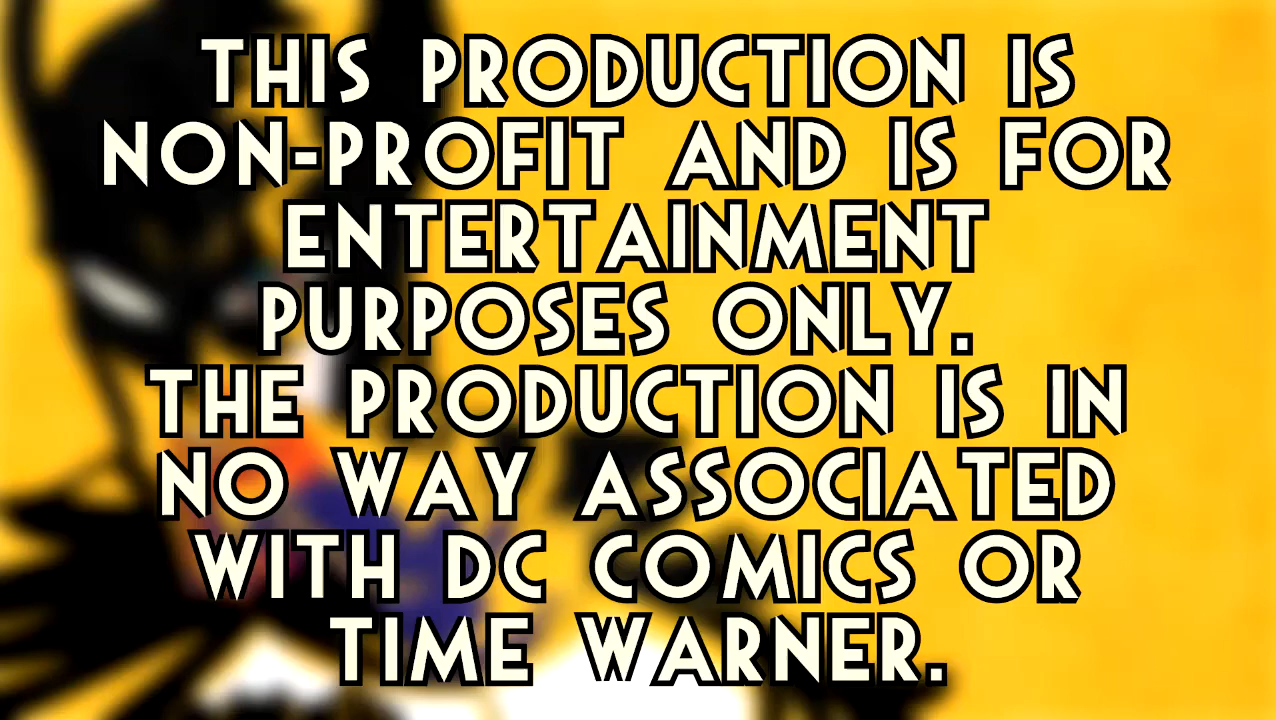 THIS PRODUCTION IS
NON-PROFIT AND IS FOR
ENTERTAINMENT
PURPOSES ONLY.
THE PRODUCTION IS IN
NO WAY ASSOCIATED
WITH DC COMICS OR
TIME WARNER.